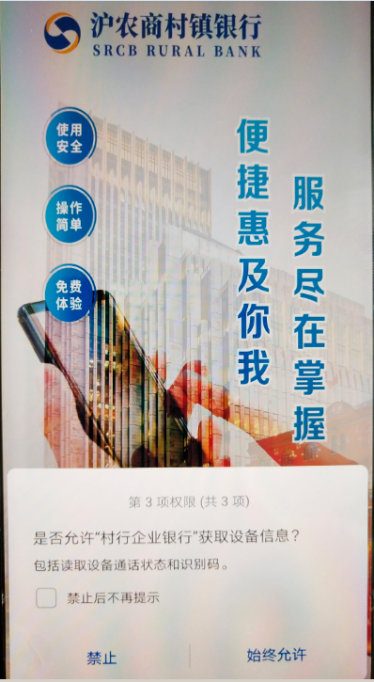 沪农商村镇银行
SRCB RURAL BANK
使用
安全
操作
简单
免费
体验
便捷惠及你我
服务尽在掌握
第 3 项权限 (共 3 项)
是否允许"村行企业银行"获取设备信息？
包括读取设备通话状态和识别码。
禁止后不再提示
禁止
始终允许